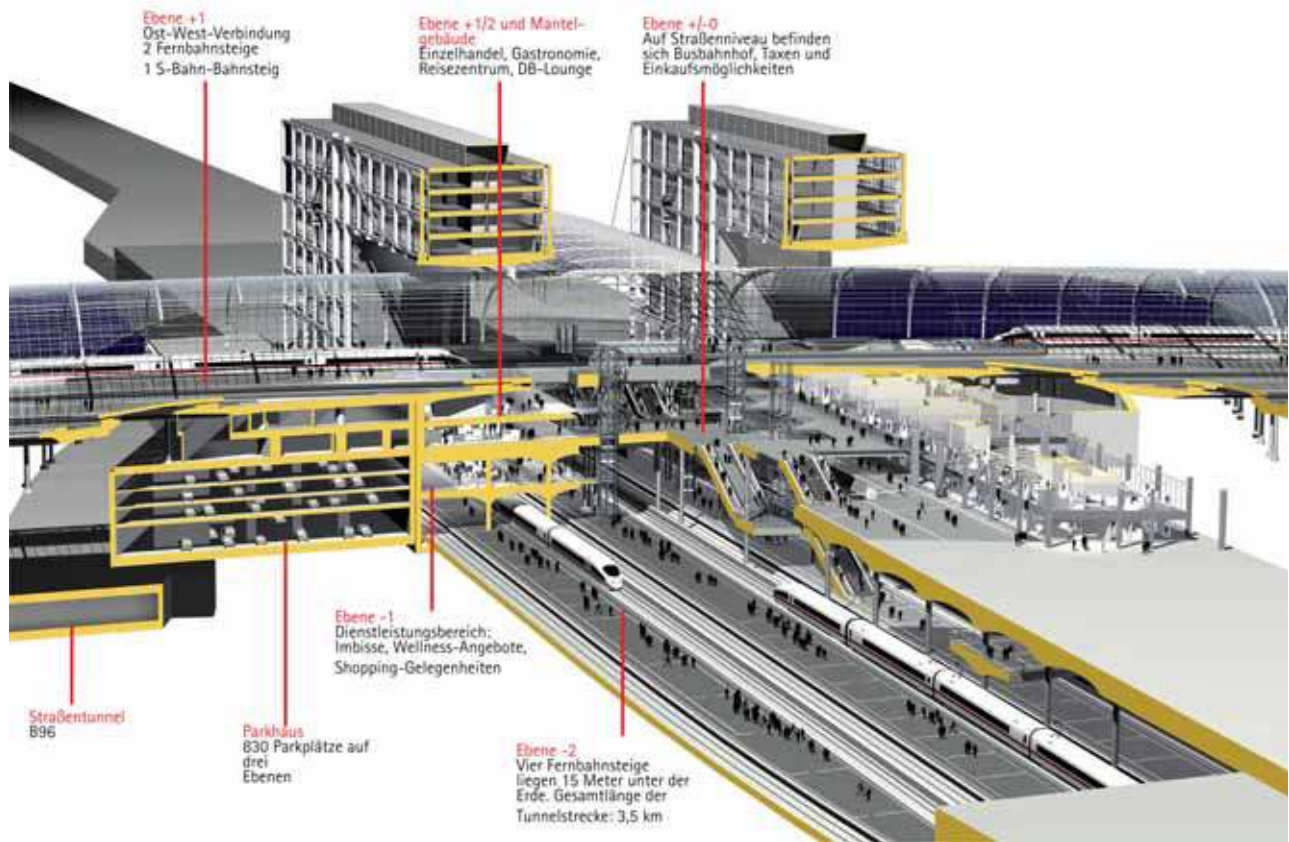 Ebene +1
Ost-West-Verbindung
2 Fernbahnsteige
1 S-Bahn-Bahnsteig
Ebene +1/2 und Mantel-
gebäude
Einzelhandel, Gastronomie,
Reisezentrum, DB-Lounge
Ebene +/-0
Auf Straßenniveau befinden
sich Busbahnhof, Taxen und
Einkaufsmöglichkeiten
Ebene -1
Dienstleistungsbereich:
Imbisse, Wellness-Angebote,
Shopping-Gelegenheiten
Straßentunnel
B96
Parkhaus
830 Parkplätze auf
drei
Ebenen
Ebene -2
Vier Fernbahnsteige
liegen 15 Meter unter der
Erde. Gesamtlänge der
Tunnelstrecke: 3,5 km